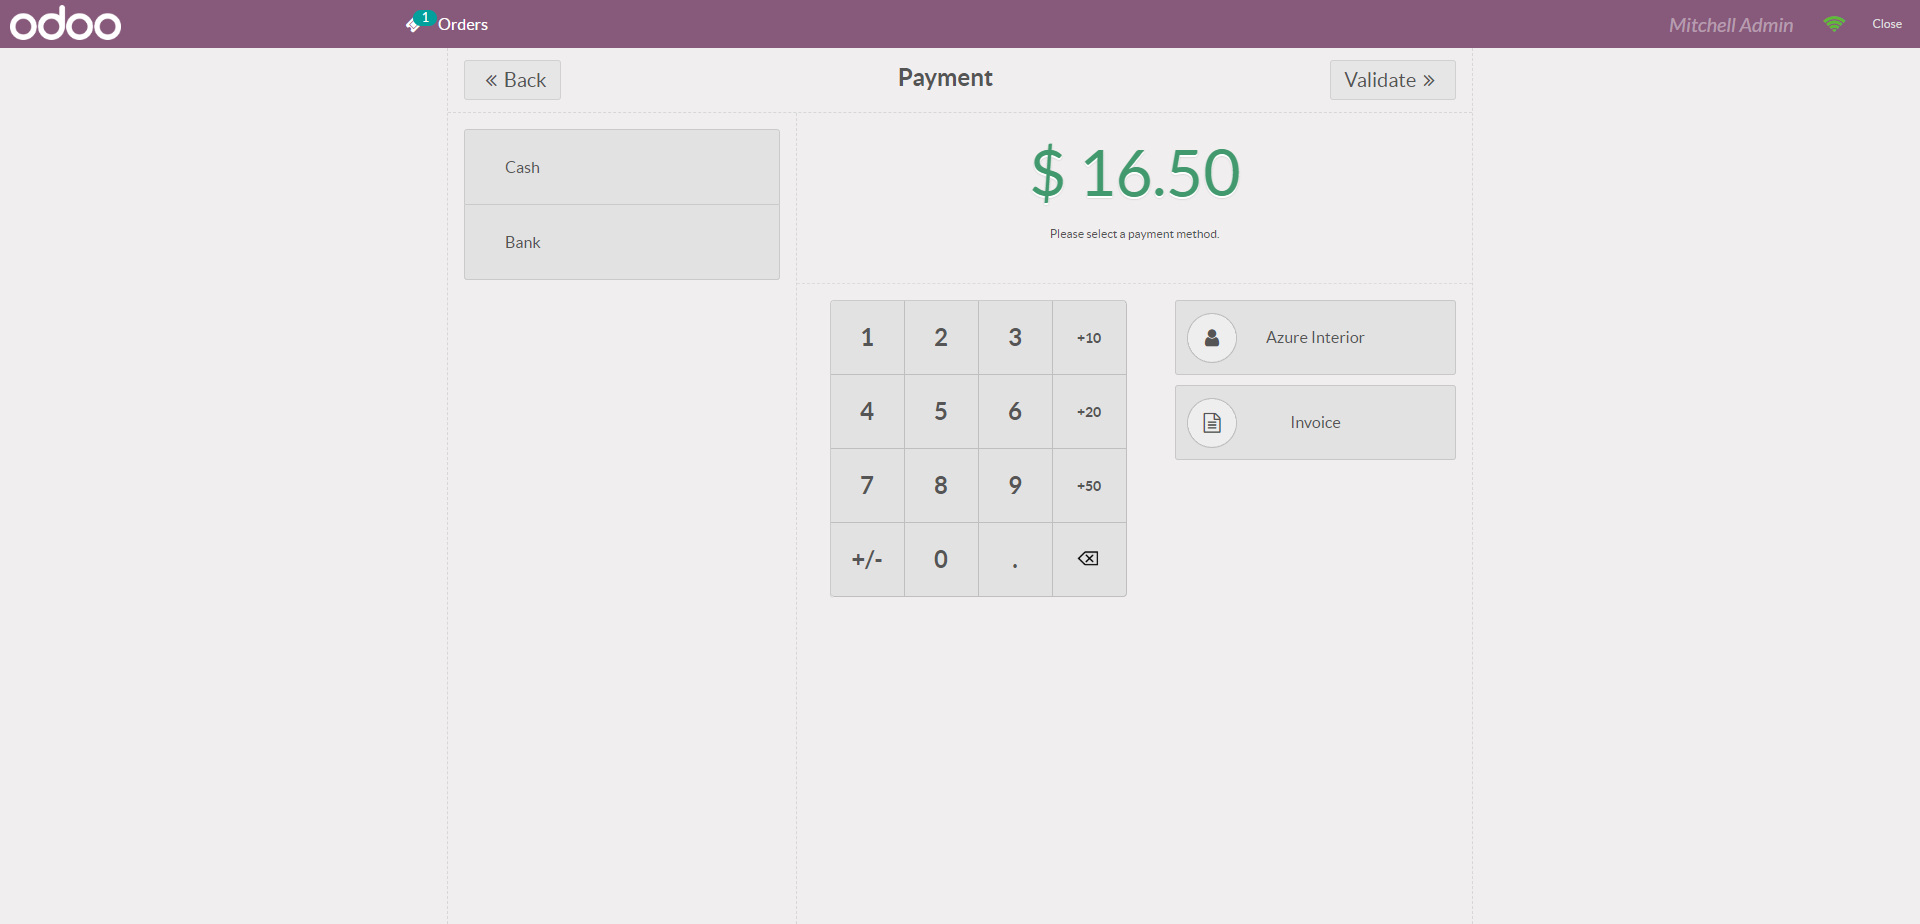 odoo
1
Orders
Mitchell Admin
Close
Back
Payment
Validate
Cash
Bank
$ 16.50
Please select a payment method.
1 2 3 +10
4 5 6 +20
7 8 9 +50
+/- 0 .
Azure Interior
Invoice